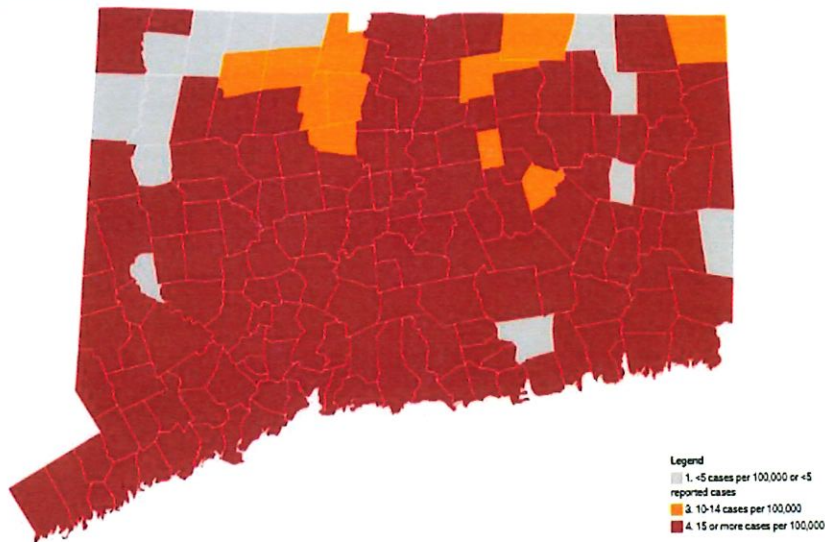 Legend
1. <5 cases per 100,000 or <5
reported cases
3. 10-14 cases per 100,000
4. 15 or more cases per 100,000